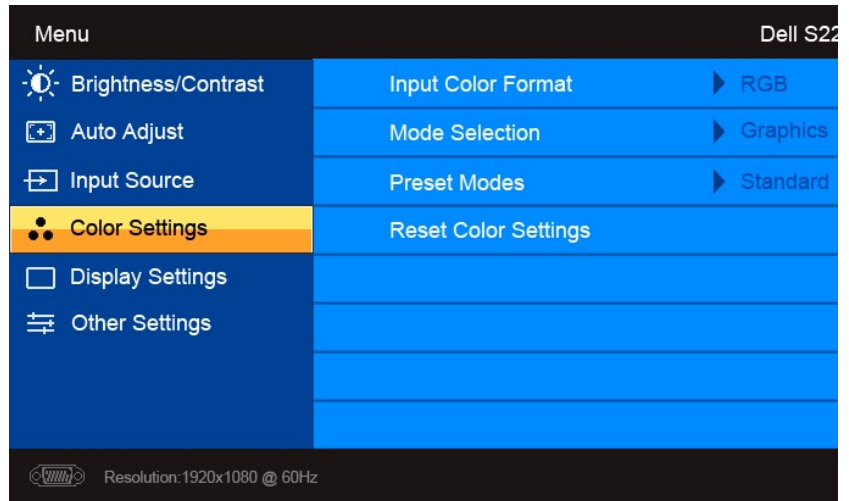 Menu Dell S22
Brightness/Contrast Input Color Format RGB
Auto Adjust Mode Selection Graphics
Input Source Preset Modes Standard
Color Settings Reset Color Settings
Display Settings
Other Settings
Resolution:1920x1080 @ 60Hz